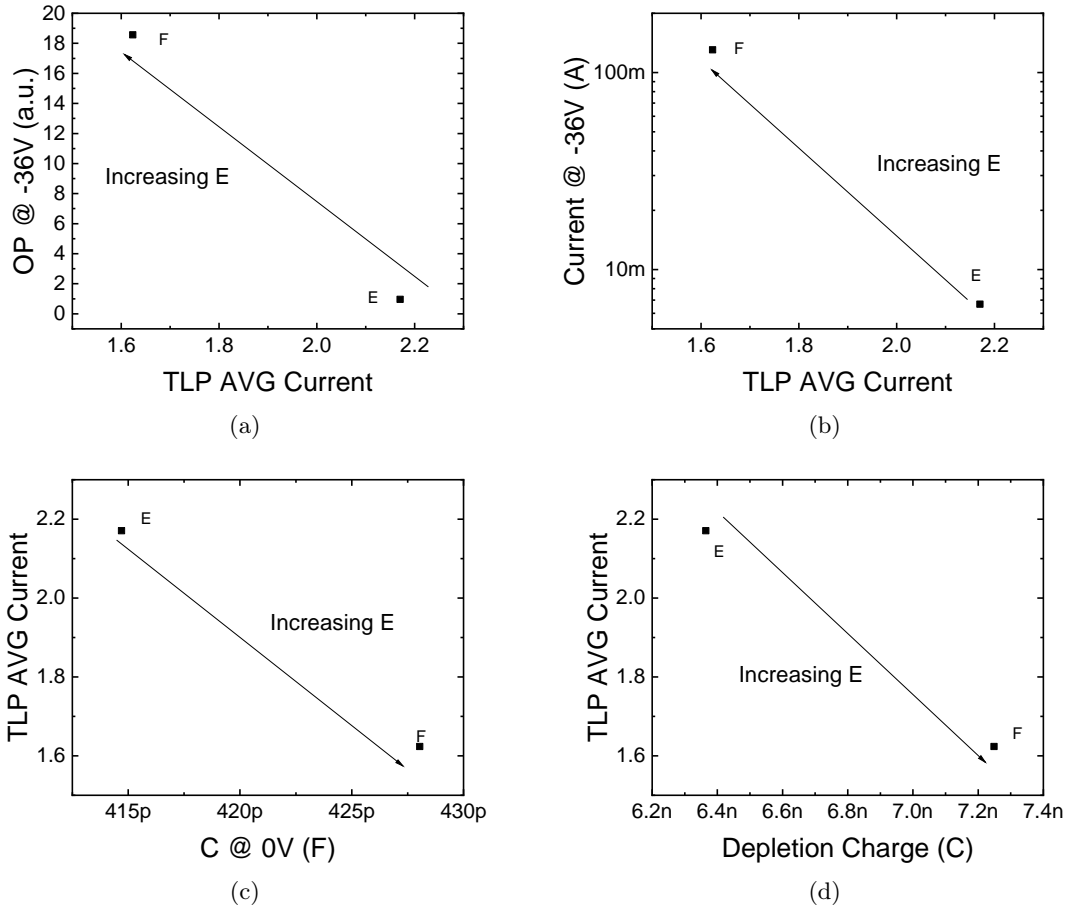 20
18
16
14
12
10
8
6
4
2
0
OP @ -36V (a.u.)
F
Increasing E
E
1.6 1.8 2.0 2.2
TLP AVG Current
(a)
100m
10m
Current @ -36V (A)
F
Increasing E
E
1.6 1.8 2.0 2.2
TLP AVG Current
(b)
2.2
2.0
1.8
1.6
TLP AVG Current
E
Increasing E
F
415p 420p 425p 430p
C @ 0V (F)
(c)
2.2
2.0
1.8
1.6
TLP AVG Current
E
Increasing E
F
6.2n 6.4n 6.6n 6.8n 7.0n 7.2n 7.4n
Depletion Charge (C)
(d)